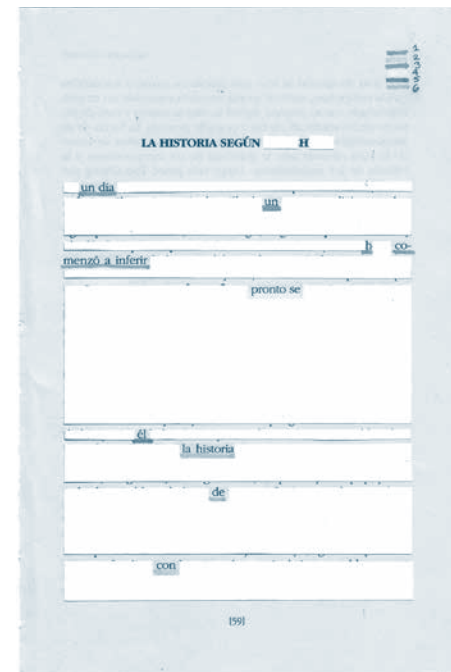 LA HISTORIA SEGÚN H
un día
un
b co-
menzó a inferir
pronto se
él
la historia
de
con
[59]